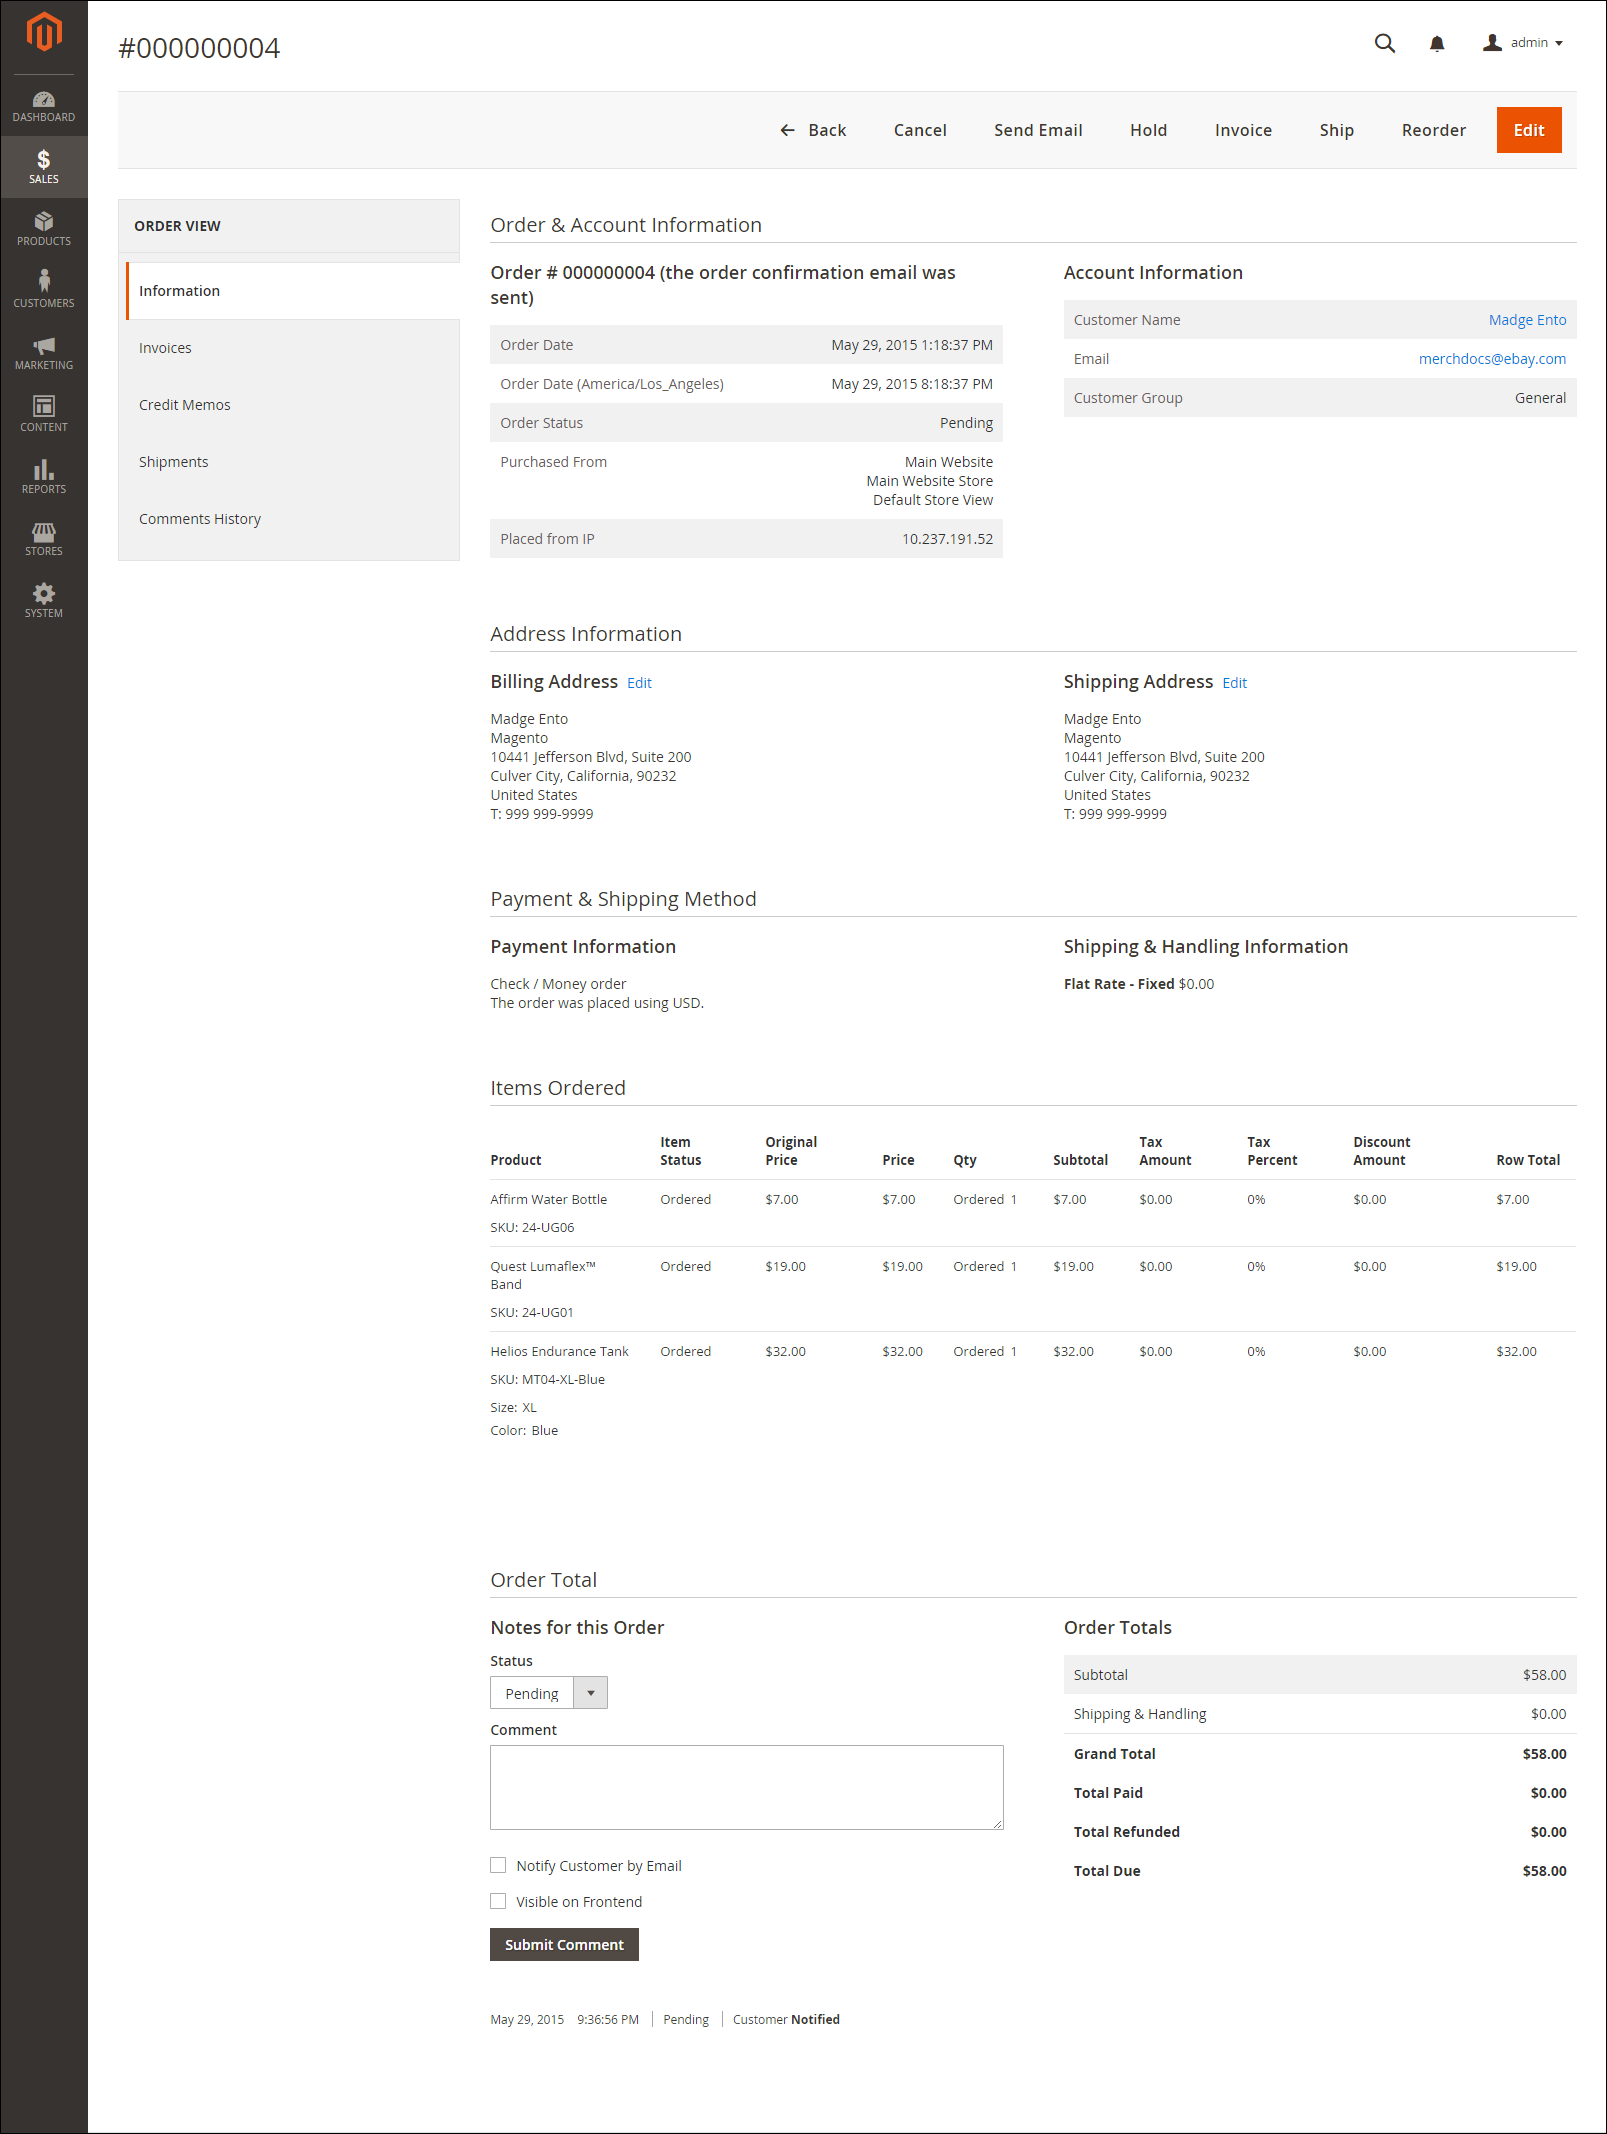 #000000004
admin
DASHBOARD
SALES
PRODUCTS
CUSTOMERS
MARKETING
CONTENT
REPORTS
STORES
SYSTEM
Back Cancel Send Email Hold Invoice Ship Reorder Edit
ORDER VIEW
Information
Invoices
Credit Memos
Shipments
Comments History
Order & Account Information
Order # 000000004 (the order confirmation email was
sent)
Order Date May 29, 2015 1:18:37 PM
Order Date (America/Los_Angeles) May 29, 2015 8:18:37 PM
Order Status Pending
Purchased From Main Website
Main Website Store
Default Store View
Placed from IP 10.237.191.52
Account Information
Customer Name Madge Ento
Email merchdocs@ebay.com
Customer Group General
Address Information
Billing Address Edit
Madge Ento
Magento
10441 Jefferson Blvd, Suite 200
Culver City, California, 90232
United States
T: 999 999-9999
Shipping Address Edit
Madge Ento
Magento
10441 Jefferson Blvd, Suite 200
Culver City, California, 90232
United States
T: 999 999-9999
Payment & Shipping Method
Payment Information
Check / Money order
The order was placed using USD.
Shipping & Handling Information
Flat Rate - Fixed $0.00
Items Ordered
Product Item Status Original Price Price Qty Subtotal Tax Amount Tax Percent Discount Amount Row Total
Affirm Water Bottle Ordered $7.00 $7.00 Ordered 1 $7.00 $0.00 0% $0.00 $7.00
SKU: 24-UG06
Quest Lumaflex™ Ordered $19.00 $19.00 Ordered 1 $19.00 $0.00 0% $0.00 $19.00
Band
SKU: 24-UG01
Helios Endurance Tank Ordered $32.00 $32.00 Ordered 1 $32.00 $0.00 0% $0.00 $32.00
SKU: MT04-XL-Blue
Size: XL
Color: Blue
Order Total
Notes for this Order
Status
Pending
Comment
Notify Customer by Email
Visible on Frontend
Submit Comment
May 29, 2015 9:36:56 PM Pending Customer Notified
Order Totals
Subtotal $58.00
Shipping & Handling $0.00
Grand Total $58.00
Total Paid $0.00
Total Refunded $0.00
Total Due $58.00